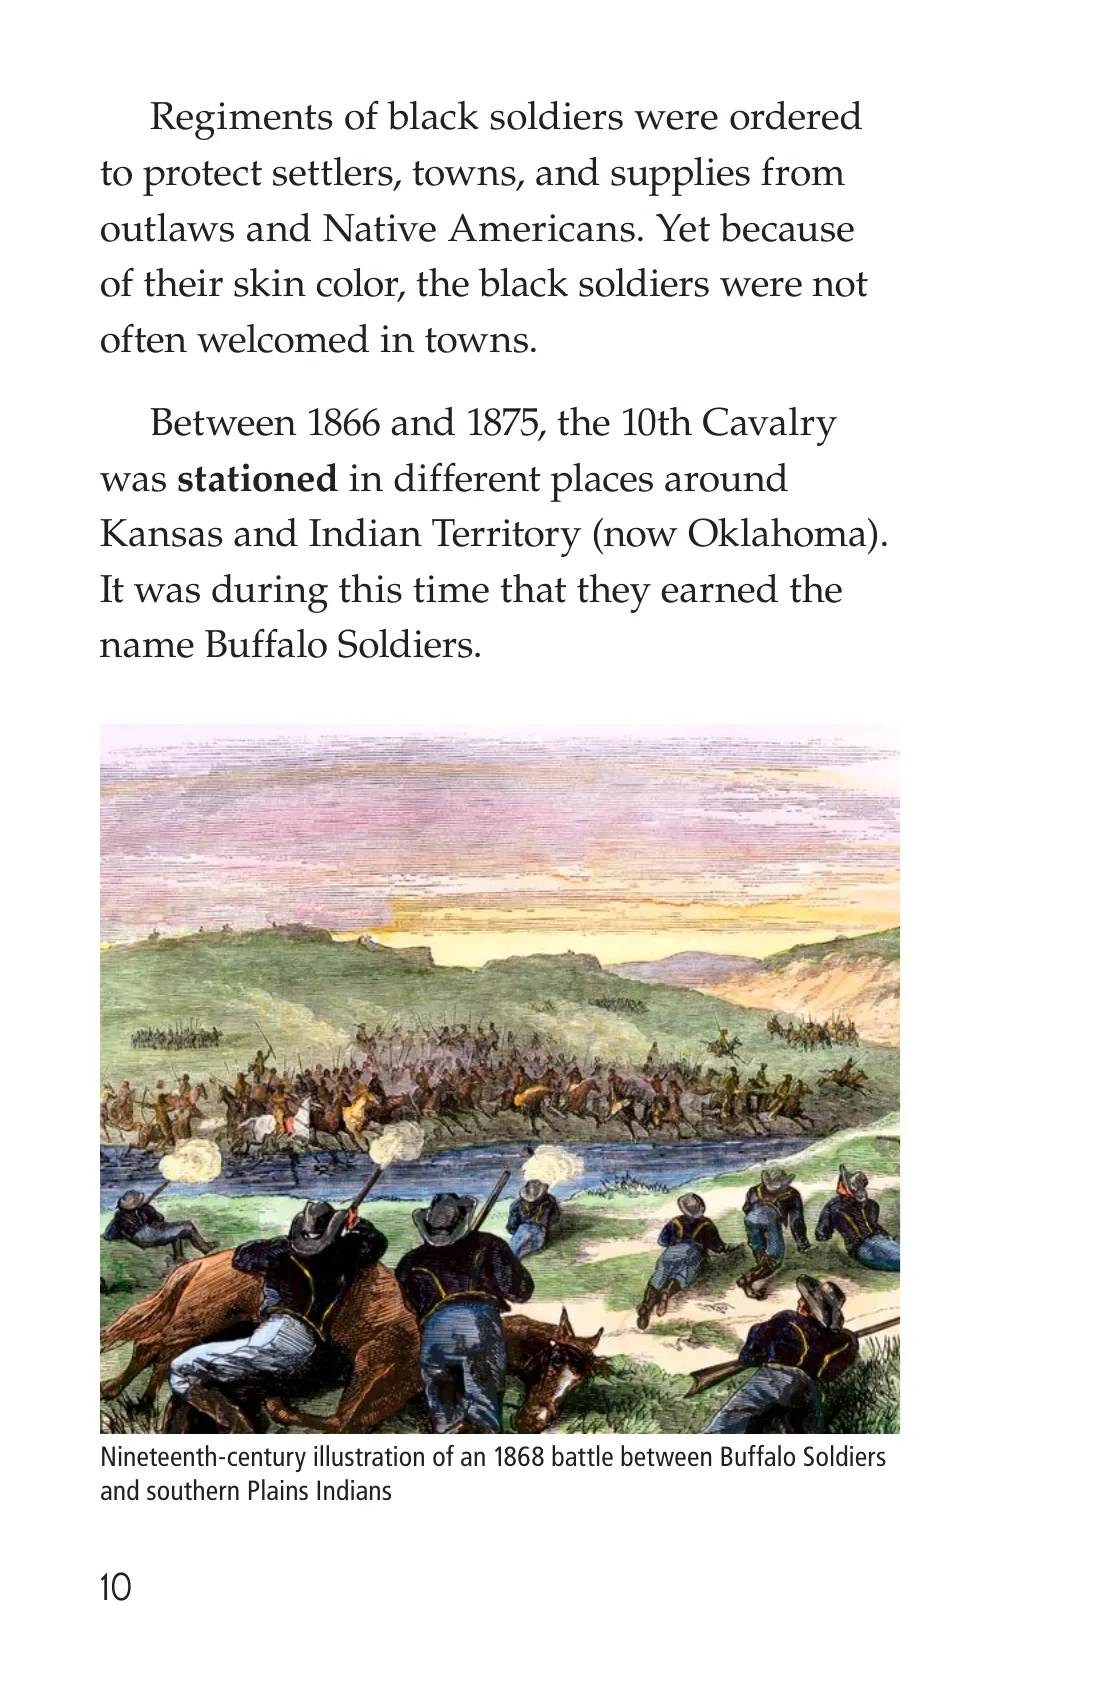 Regiments of black soldiers were ordered
to protect settlers, towns, and supplies from
outlaws and Native Americans. Yet because
of their skin color, the black soldiers were not
often welcomed in towns.
Between 1866 and 1875, the 10th Cavalry
was stationed in different places around
Kansas and Indian Territory (now Oklahoma).
It was during this time that they earned the
name Buffalo Soldiers.
Nineteenth-century illustration of an 1868 battle between Buffalo Soldiers
and southern Plains Indians
10